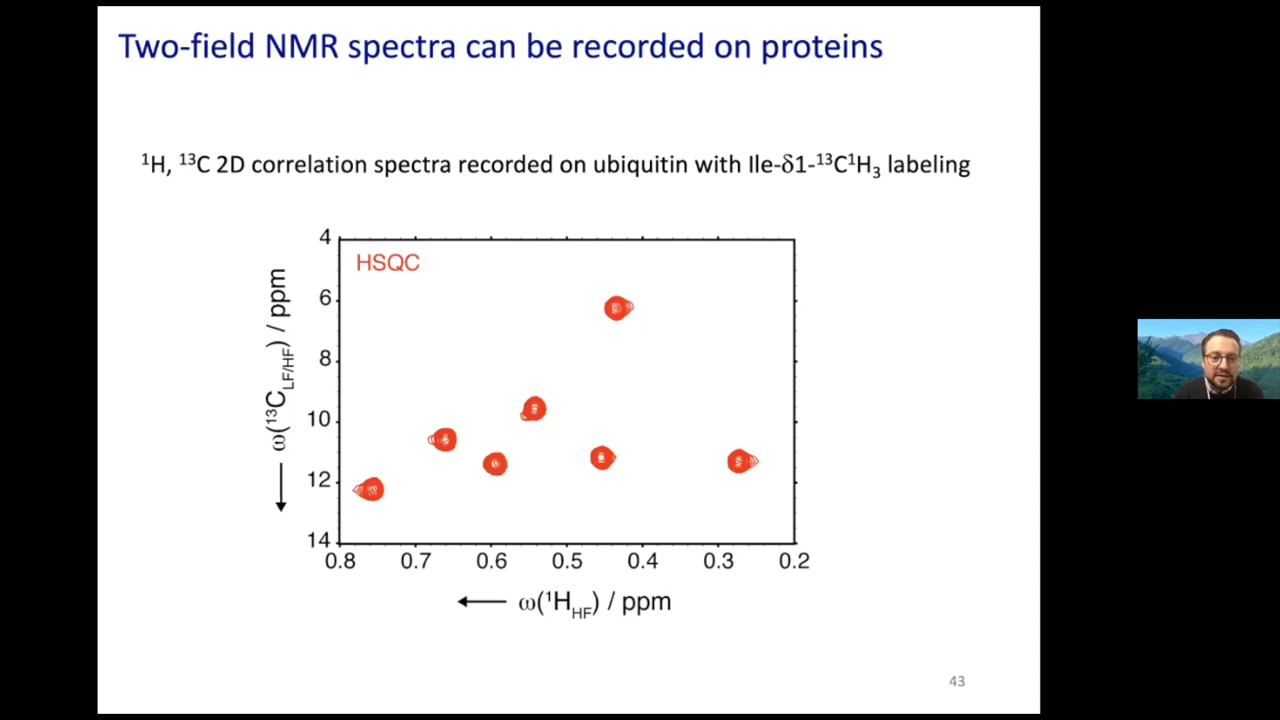 Two-field NMR spectra can be recorded on proteins
¹H, ¹³C 2D correlation spectra recorded on ubiquitin with Ile-δ1-¹³C¹H₃ labeling
HSQC
4
6
8
10
12
14
ω(¹³C_LF/HF) / ppm
0.8 0.7 0.6 0.5 0.4 0.3 0.2
ω(¹H_HF) / ppm
43